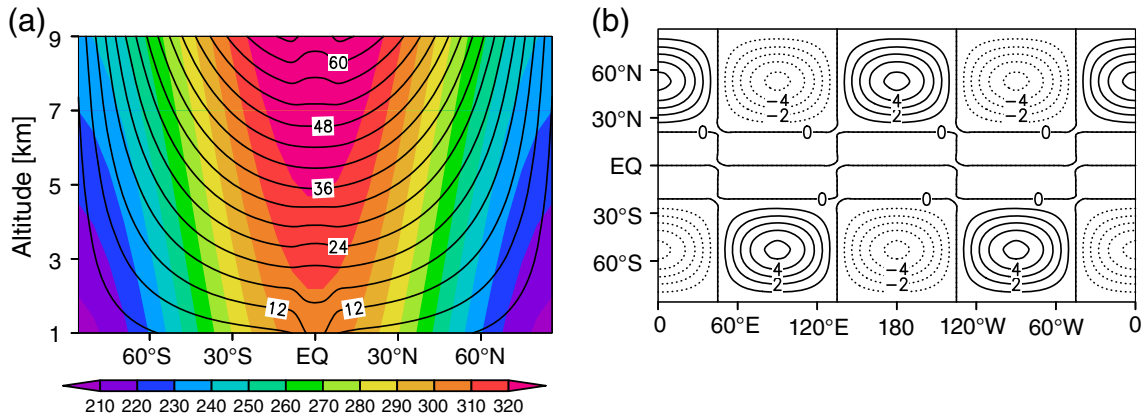 (a)
Altitude [km]
9
7
5
3
1
60
48
36
24
12
12
60°S 30°S EQ 30°N 60°N
210 220 230 240 250 260 270 280 290 300 310 320
(b)
60°N
30°N
EQ
30°S
60°S
−4 4 −4
−2 2 −2
0 0 0
0 0
4 −4 4
2 −2 2
0 60°E 120°E 180 120°W 60°W 0